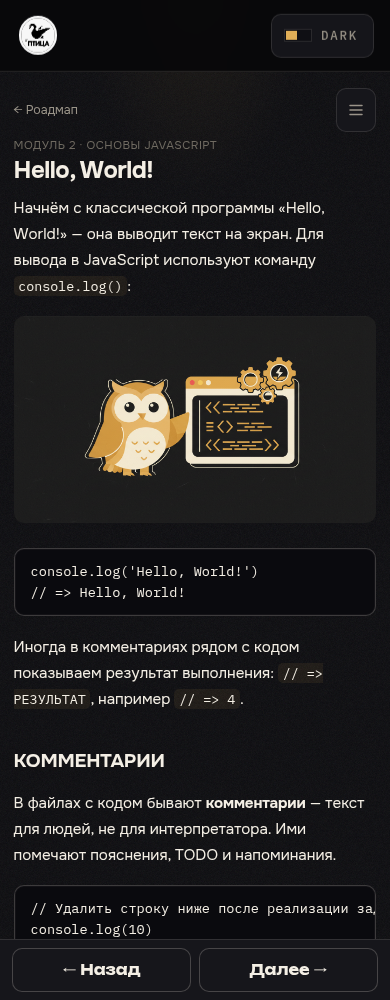 ПТИЦА
DARK
← Роадмап
МОДУЛЬ 2 · ОСНОВЫ JAVASCRIPT
Hello, World!
Начнём с классической программы «Hello,
World!» — она выводит текст на экран. Для
вывода в JavaScript используют команду
console.log() :
console.log('Hello, World!')
// => Hello, World!
Иногда в комментариях рядом с кодом
показываем результат выполнения: // =>
РЕЗУЛЬТАТ , например // => 4 .
КОММЕНТАРИИ
В файлах с кодом бывают комментарии — текст
для людей, не для интерпретатора. Ими
помечают пояснения, TODO и напоминания.
// Удалить строку ниже после реализации
console.log(10)
← Назад
Далее →